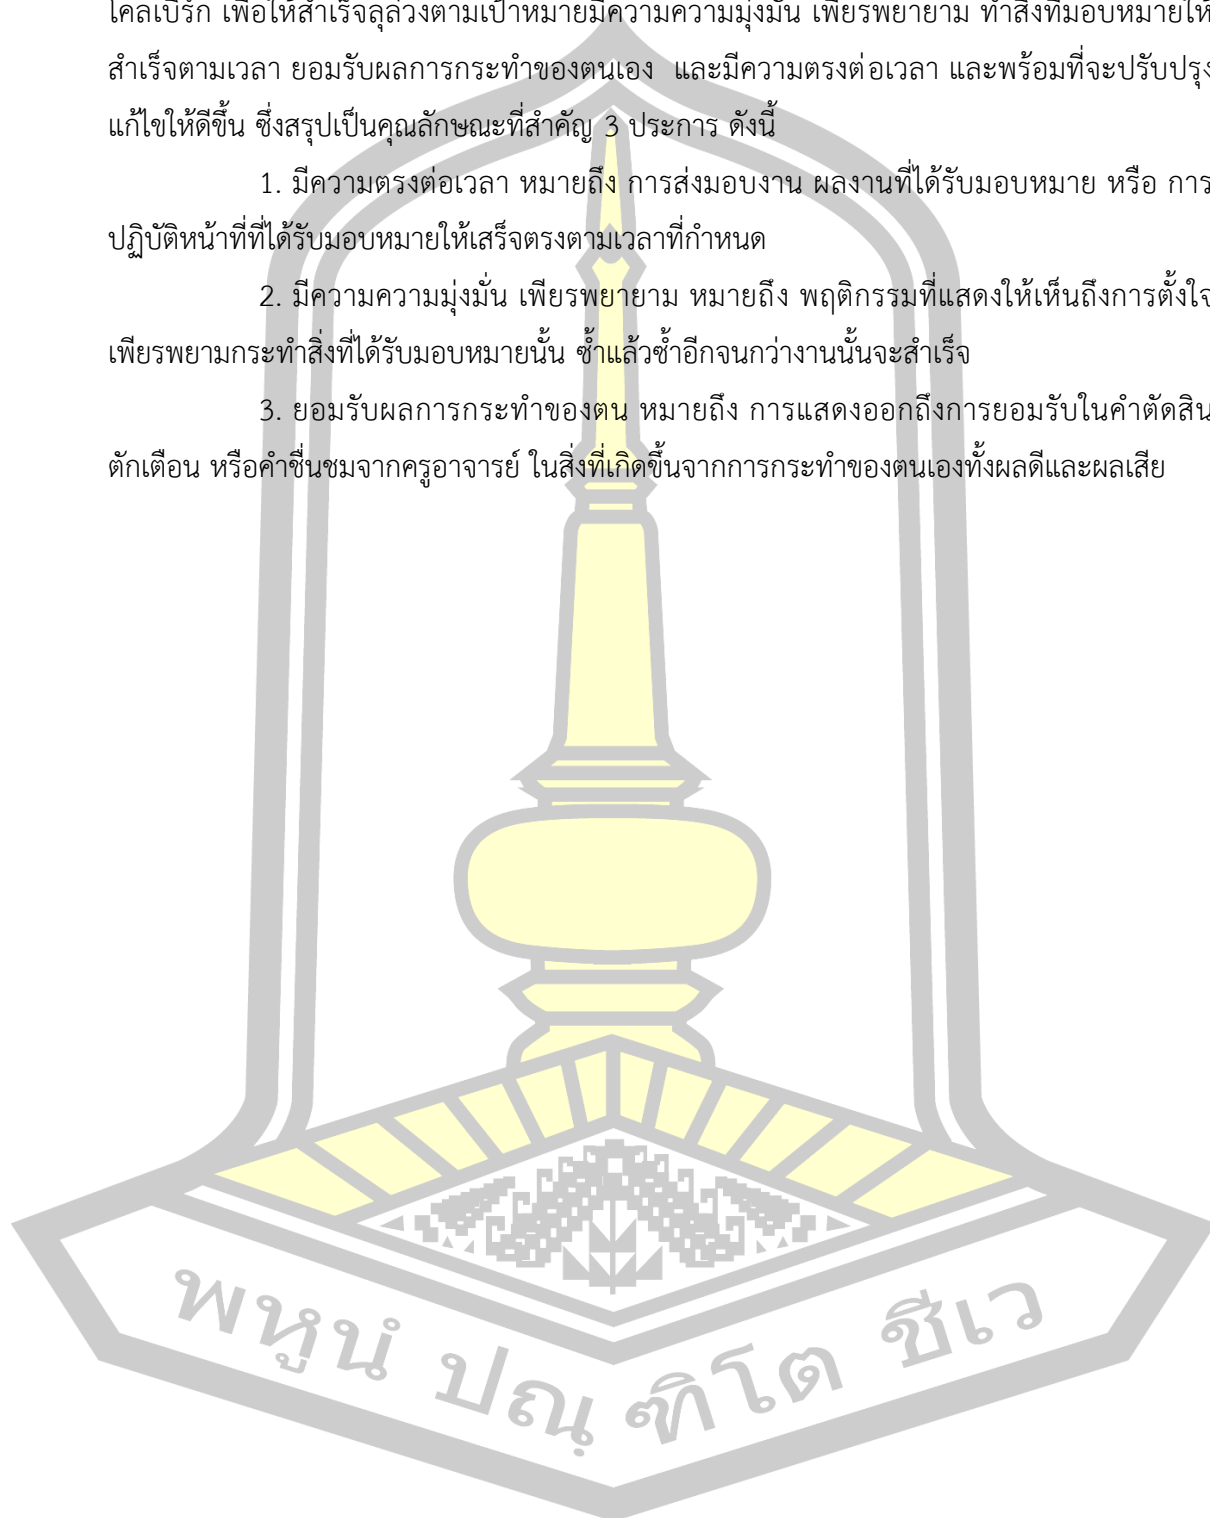 โคลเบิร์ก เพื่อให้สำเร็จลุล่วงตามเป้าหมายมีความความมุ่งมั่น เพียรพยายาม ทำสิ่งที่มอบหมายให้
สำเร็จตามเวลา ยอมรับผลการกระทำของตนเอง และมีความตรงต่อเวลา และพร้อมที่จะปรับปรุง
แก้ไขให้ดีขึ้น ซึ่งสรุปเป็นคุณลักษณะที่สำคัญ 3 ประการ ดังนี้
1. มีความตรงต่อเวลา หมายถึง การส่งมอบงาน ผลงานที่ได้รับมอบหมาย หรือ การ
ปฏิบัติหน้าที่ที่ได้รับมอบหมายให้เสร็จตรงตามเวลาที่กำหนด
2. มีความความมุ่งมั่น เพียรพยายาม หมายถึง พฤติกรรมที่แสดงให้เห็นถึงการตั้งใจ
เพียรพยามกระทำสิ่งที่ได้รับมอบหมายนั้น ซ้ำแล้วซ้ำอีกจนกว่างานนั้นจะสำเร็จ
3. ยอมรับผลการกระทำของตน หมายถึง การแสดงออกถึงการยอมรับในคำตัดสิน
ตักเตือน หรือคำชื่นชมจากครูอาจารย์ ในสิ่งที่เกิดขึ้นจากการกระทำของตนเองทั้งผลดีและผลเสีย
พหูนํ ปณฺฑิโต ชีเว